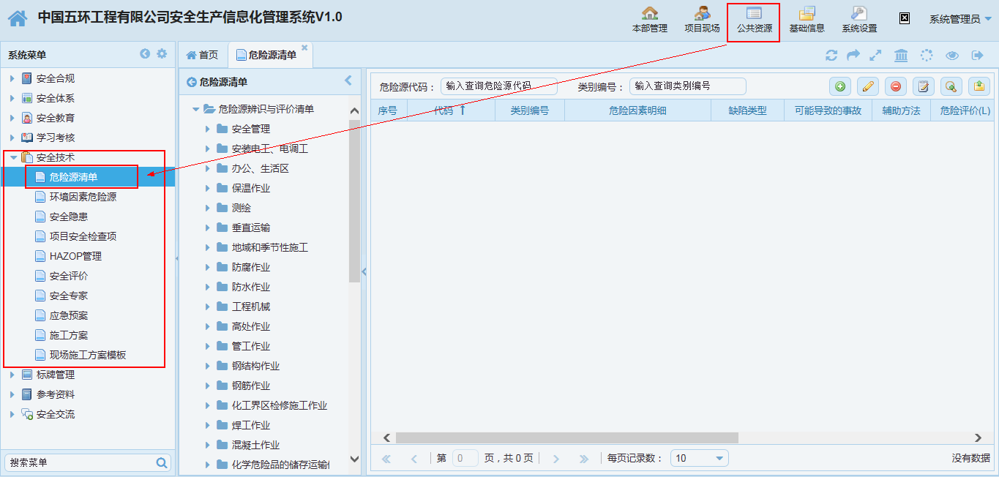 中国五环工程有限公司安全生产信息化管理系统V1.0
本部管理
项目现场
公共资源
基础信息
系统设置
系统管理员
系统菜单
安全合规
安全体系
安全教育
学习考核
安全技术
危险源清单
环境因素危险源
安全隐患
项目安全检查项
HAZOP管理
安全评价
安全专家
应急预案
施工方案
现场施工方案模板
标牌管理
参考资料
安全交流
搜索菜单
首页
危险源清单
危险源清单
危险源辨识与评价清单
安全管理
安装电工、电调工
办公、生活区
保温作业
测绘
垂直运输
地域和季节性施工
防腐作业
防水作业
工程机械
高处作业
管工作业
钢结构作业
钢筋作业
化工界区检修施工作业
焊工作业
混凝土作业
化学危险品的储存运输
危险源代码： 输入查询危险源代码 类别编号： 输入查询类别编号
序号 代码 ↑ 类别编号 危险因素明细 缺陷类型 可能导致的事故 辅助方法 危险评价(L)
第 0 页，共 0 页 每页记录数： 10 没有数据